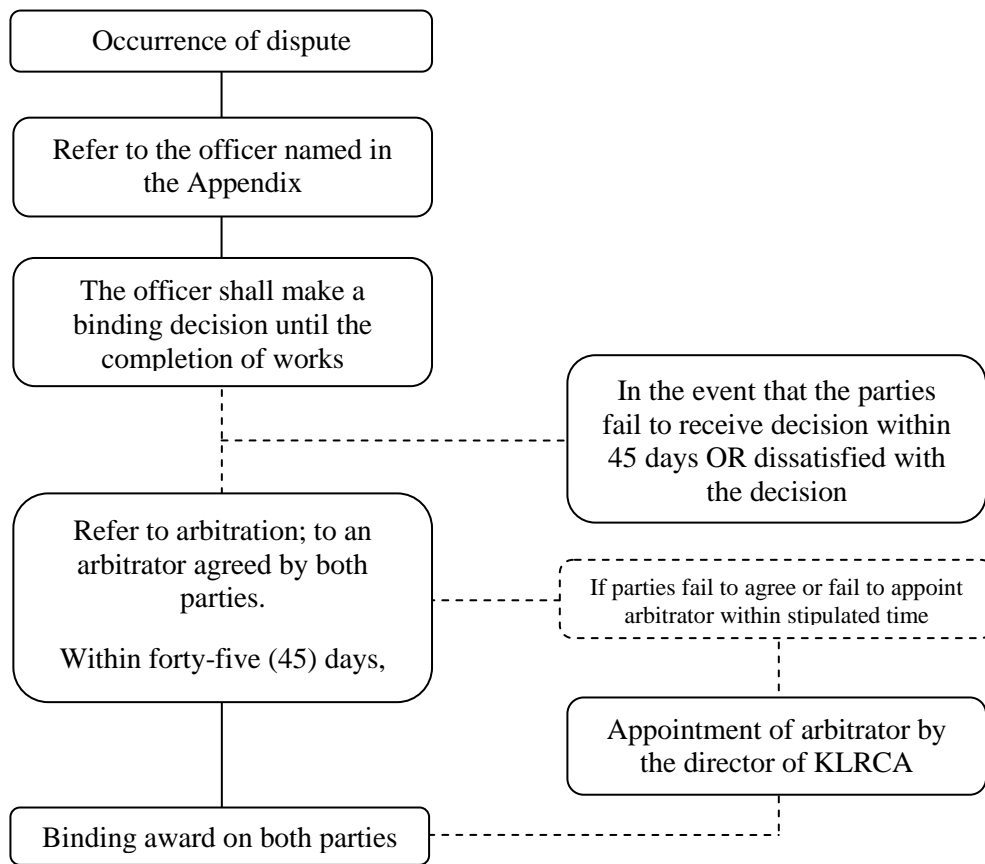 Occurrence of dispute
Refer to the officer named in
the Appendix
The officer shall make a
binding decision until the
completion of works
In the event that the parties
fail to receive decision within
45 days OR dissatisfied with
the decision
Refer to arbitration; to an
arbitrator agreed by both
parties.
Within forty-five (45) days,
If parties fail to agree or fail to appoint
arbitrator within stipulated time
Appointment of arbitrator by
the director of KLRCA
Binding award on both parties